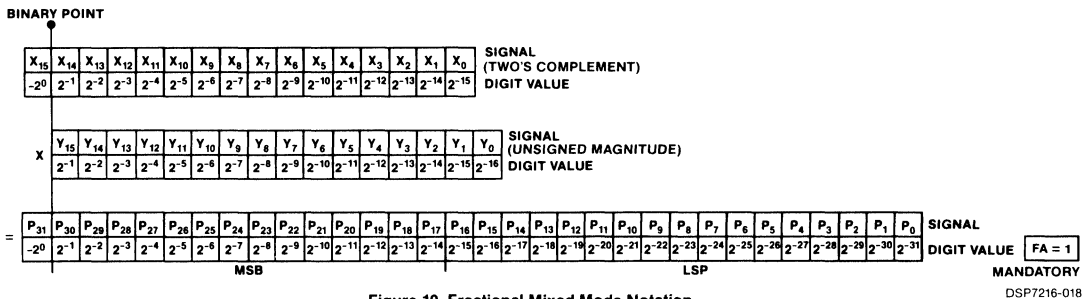 BINARY POINT
X15 X14 X13 X12 X11 X10 X9 X8 X7 X6 X5 X4 X3 X2 X1 X0 SIGNAL
(TWO'S COMPLEMENT)
-2⁰ 2⁻¹ 2⁻² 2⁻³ 2⁻⁴ 2⁻⁵ 2⁻⁶ 2⁻⁷ 2⁻⁸ 2⁻⁹ 2⁻¹⁰ 2⁻¹¹ 2⁻¹² 2⁻¹³ 2⁻¹⁴ 2⁻¹⁵ DIGIT VALUE
X Y15 Y14 Y13 Y12 Y11 Y10 Y9 Y8 Y7 Y6 Y5 Y4 Y3 Y2 Y1 Y0 SIGNAL
(UNSIGNED MAGNITUDE)
2⁻¹ 2⁻² 2⁻³ 2⁻⁴ 2⁻⁵ 2⁻⁶ 2⁻⁷ 2⁻⁸ 2⁻⁹ 2⁻¹⁰ 2⁻¹¹ 2⁻¹² 2⁻¹³ 2⁻¹⁴ 2⁻¹⁵ 2⁻¹⁶ DIGIT VALUE
= P31 P30 P29 P28 P27 P26 P25 P24 P23 P22 P21 P20 P19 P18 P17 P16 P15 P14 P13 P12 P11 P10 P9 P8 P7 P6 P5 P4 P3 P2 P1 P0 SIGNAL
-2⁰ 2⁻¹ 2⁻² 2⁻³ 2⁻⁴ 2⁻⁵ 2⁻⁶ 2⁻⁷ 2⁻⁸ 2⁻⁹ 2⁻¹⁰ 2⁻¹¹ 2⁻¹² 2⁻¹³ 2⁻¹⁴ 2⁻¹⁵ 2⁻¹⁶ 2⁻¹⁷ 2⁻¹⁸ 2⁻¹⁹ 2⁻²⁰ 2⁻²¹ 2⁻²² 2⁻²³ 2⁻²⁴ 2⁻²⁵ 2⁻²⁶ 2⁻²⁷ 2⁻²⁸ 2⁻²⁹ 2⁻³⁰ 2⁻³¹ DIGIT VALUE FA = 1
MSB LSP MANDATORY
DSP7216-018